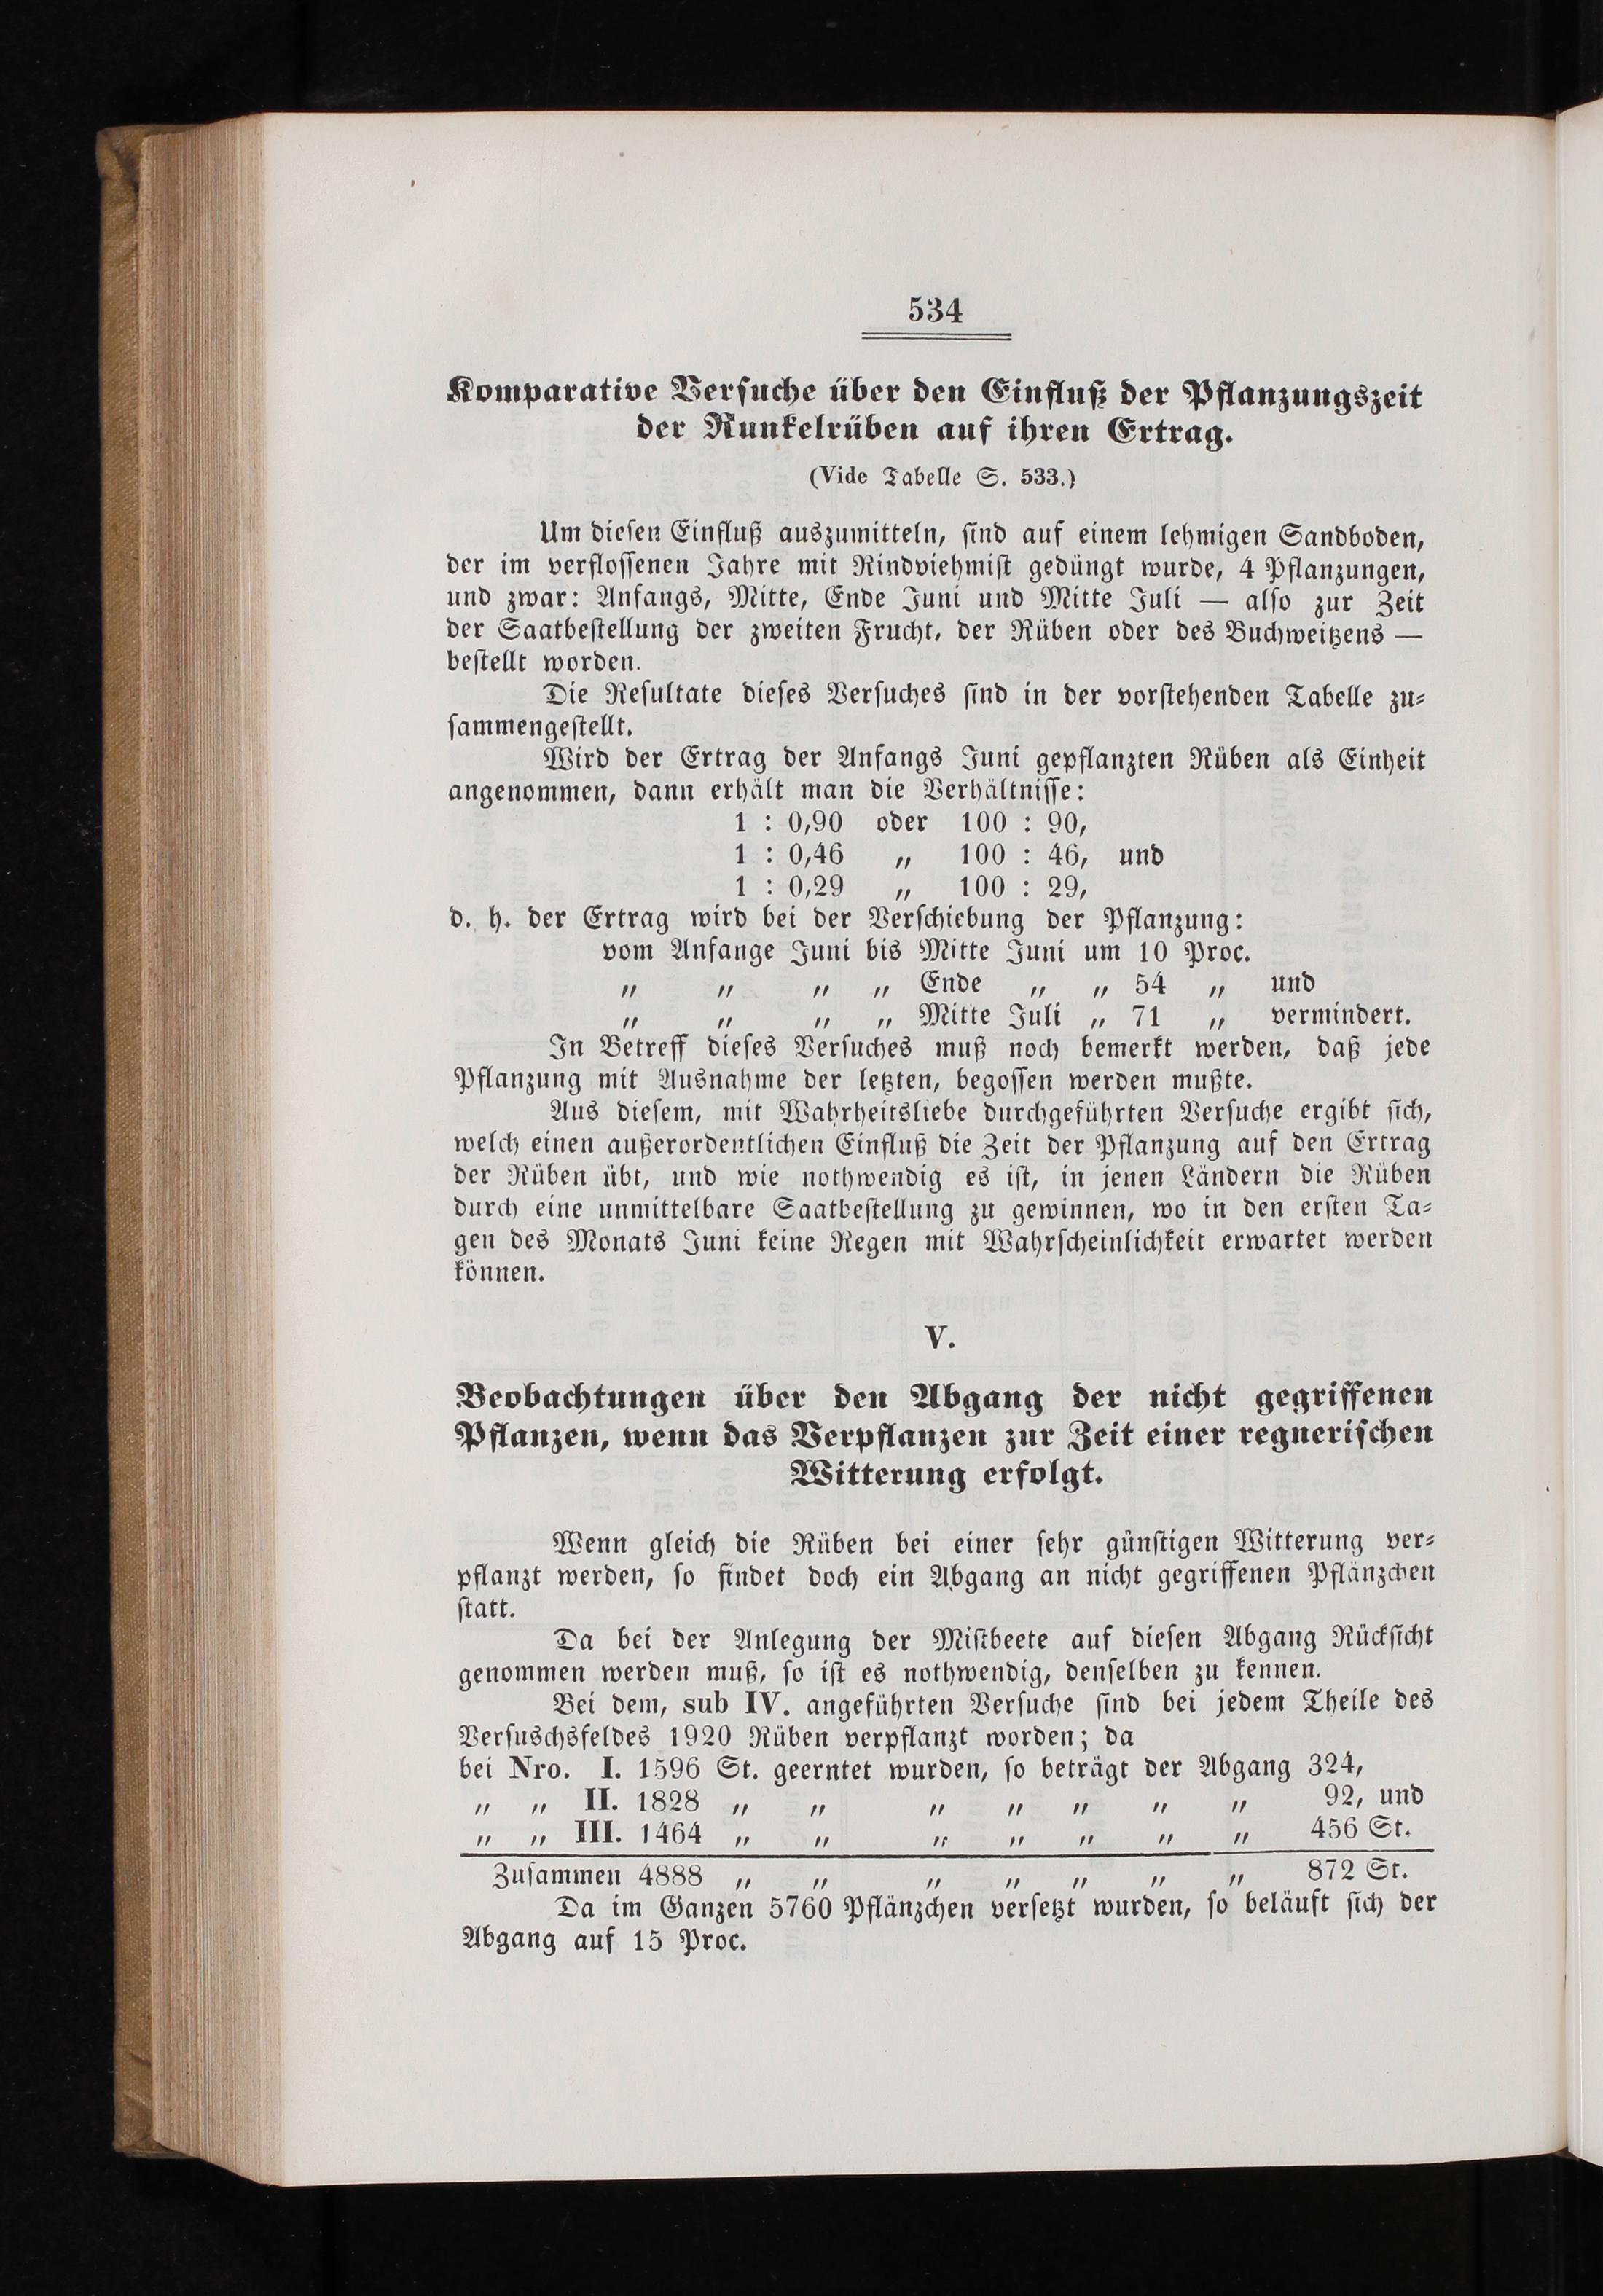 534
Komparative Versuche über den Einfluß der Pflanzungszeit
der Runkelrüben auf ihren Ertrag.
(Vide Tabelle S. 533.)
Um diesen Einfluß auszumitteln, sind auf einem lehmigen Sandboden,
der im verflossenen Jahre mit Rindviehmist gedüngt wurde, 4 Pflanzungen,
und zwar: Anfangs, Mitte, Ende Juni und Mitte Juli — also zur Zeit
der Saatbestellung der zweiten Frucht, der Rüben oder des Buchweitzens —
bestellt worden.
Die Resultate dieses Versuches sind in der vorstehenden Tabelle zu-
sammengestellt.
Wird der Ertrag der Anfangs Juni gepflanzten Rüben als Einheit
angenommen, dann erhält man die Verhältnisse:
1 : 0,90 oder 100 : 90,
1 : 0,46 „ 100 : 46, und
1 : 0,29 „ 100 : 29,
d. h. der Ertrag wird bei der Verschiebung der Pflanzung:
vom Anfange Juni bis Mitte Juni um 10 Proc.
„ „ „ „ Ende „ „ 54 „ und
„ „ „ „ Mitte Juli „ 71 „ vermindert.
In Betreff dieses Versuches muß noch bemerkt werden, daß jede
Pflanzung mit Ausnahme der letzten, begossen werden mußte.
Aus diesem, mit Wahrheitsliebe durchgeführten Versuche ergibt sich,
welch einen außerordentlichen Einfluß die Zeit der Pflanzung auf den Ertrag
der Rüben übt, und wie nothwendig es ist, in jenen Ländern die Rüben
durch eine unmittelbare Saatbestellung zu gewinnen, wo in den ersten Ta-
gen des Monats Juni keine Regen mit Wahrscheinlichkeit erwartet werden
können.
V.
Beobachtungen über den Abgang der nicht gegriffenen
Pflanzen, wenn das Verpflanzen zur Zeit einer regnerischen
Witterung erfolgt.
Wenn gleich die Rüben bei einer sehr günstigen Witterung ver-
pflanzt werden, so findet doch ein Abgang an nicht gegriffenen Pflänzchen
statt.
Da bei der Anlegung der Mistbeete auf diesen Abgang Rücksicht
genommen werden muß, so ist es nothwendig, denselben zu kennen.
Bei dem, sub IV. angeführten Versuche sind bei jedem Theile des
Versuschsfeldes 1920 Rüben verpflanzt worden; da
bei Nro. I. 1596 St. geerntet wurden, so beträgt der Abgang 324,
„ „ II. 1828 „ „ „ „ „ „ „ 92, und
„ „ III. 1464 „ „ „ „ „ „ „ 456 St.
Zusammen 4888 „ „ „ „ „ „ „ 872 St.
Da im Ganzen 5760 Pflänzchen versetzt wurden, so beläuft sich der
Abgang auf 15 Proc.